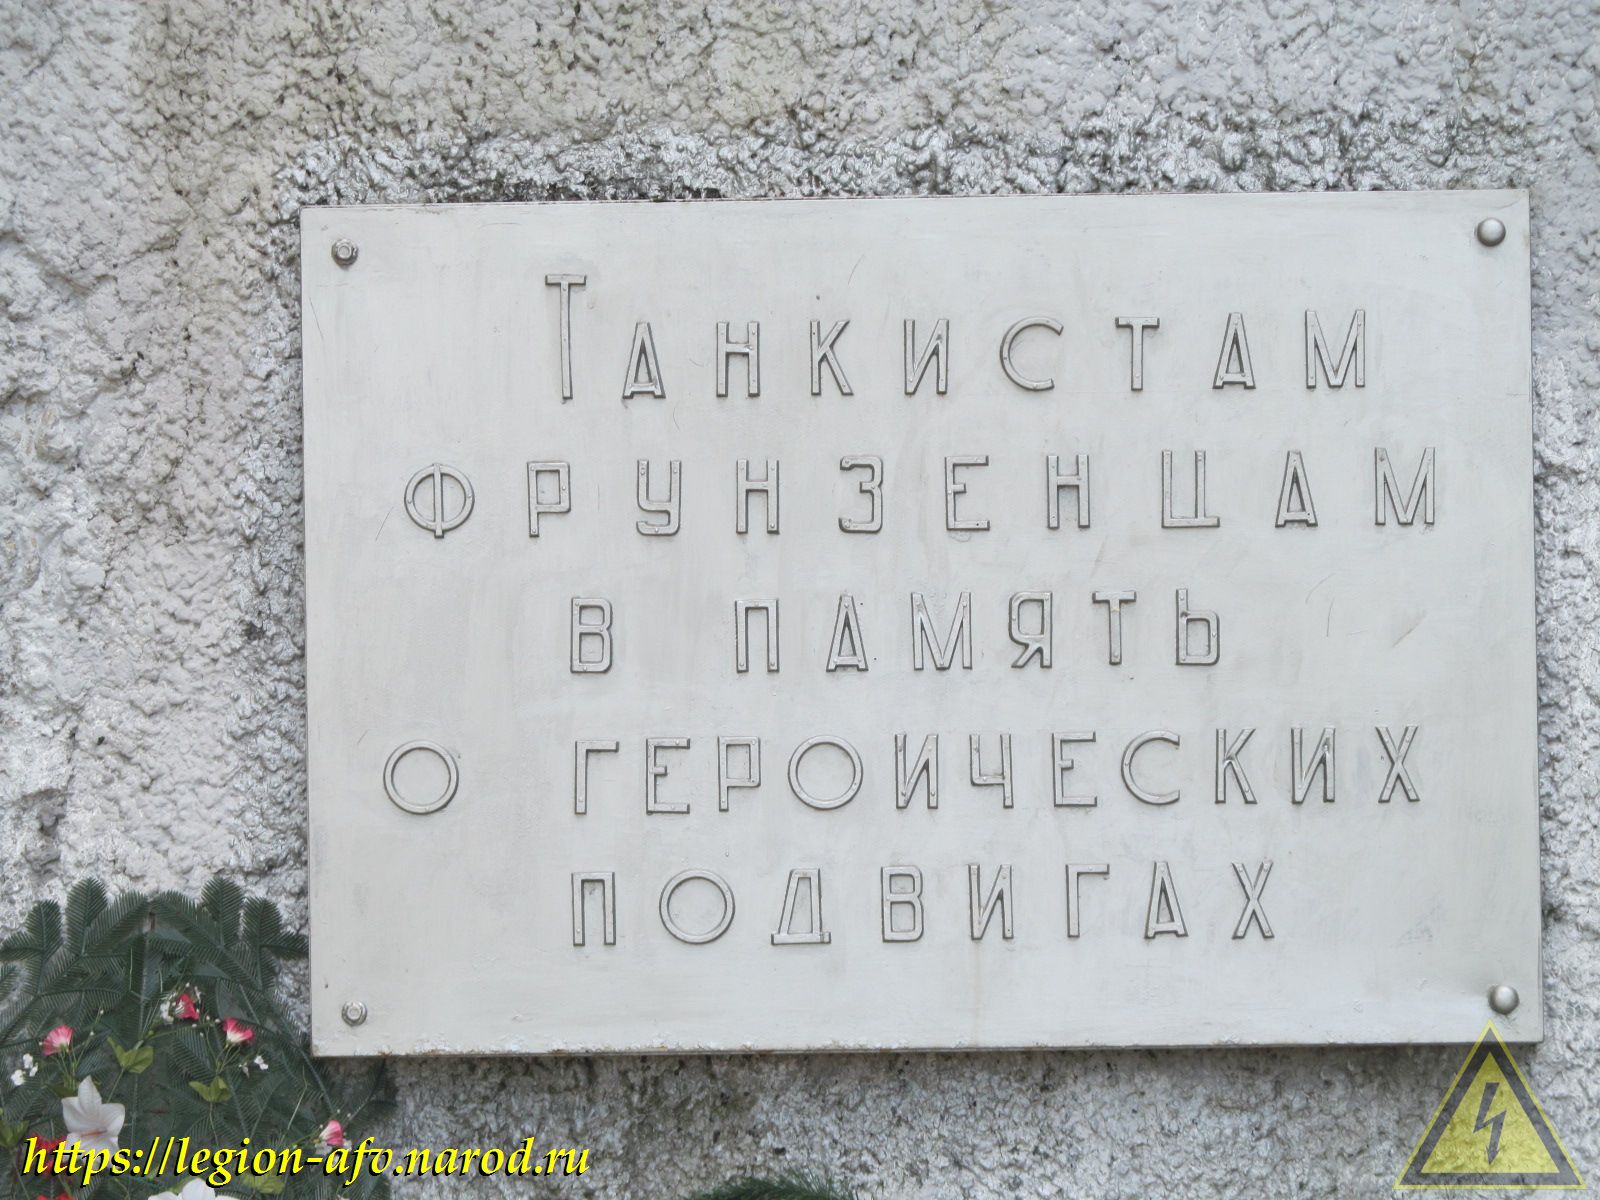 Танкистам
фрунзенцам
в память
о героических
подвигах
https://legion-afv.narod.ru